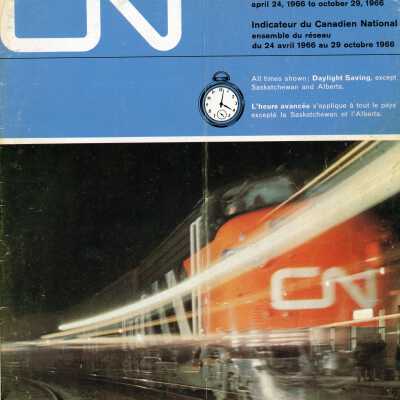 CN
april 24, 1966 to october 29, 1966
Indicateur du Canadien National
ensemble du réseau
du 24 avril 1966 au 29 octobre 1966
All times shown: Daylight Saving, except
Saskatchewan and Alberta.
L'heure avancée s'applique à tout le pays
excepté la Saskatchewan et l'Alberta.
CN